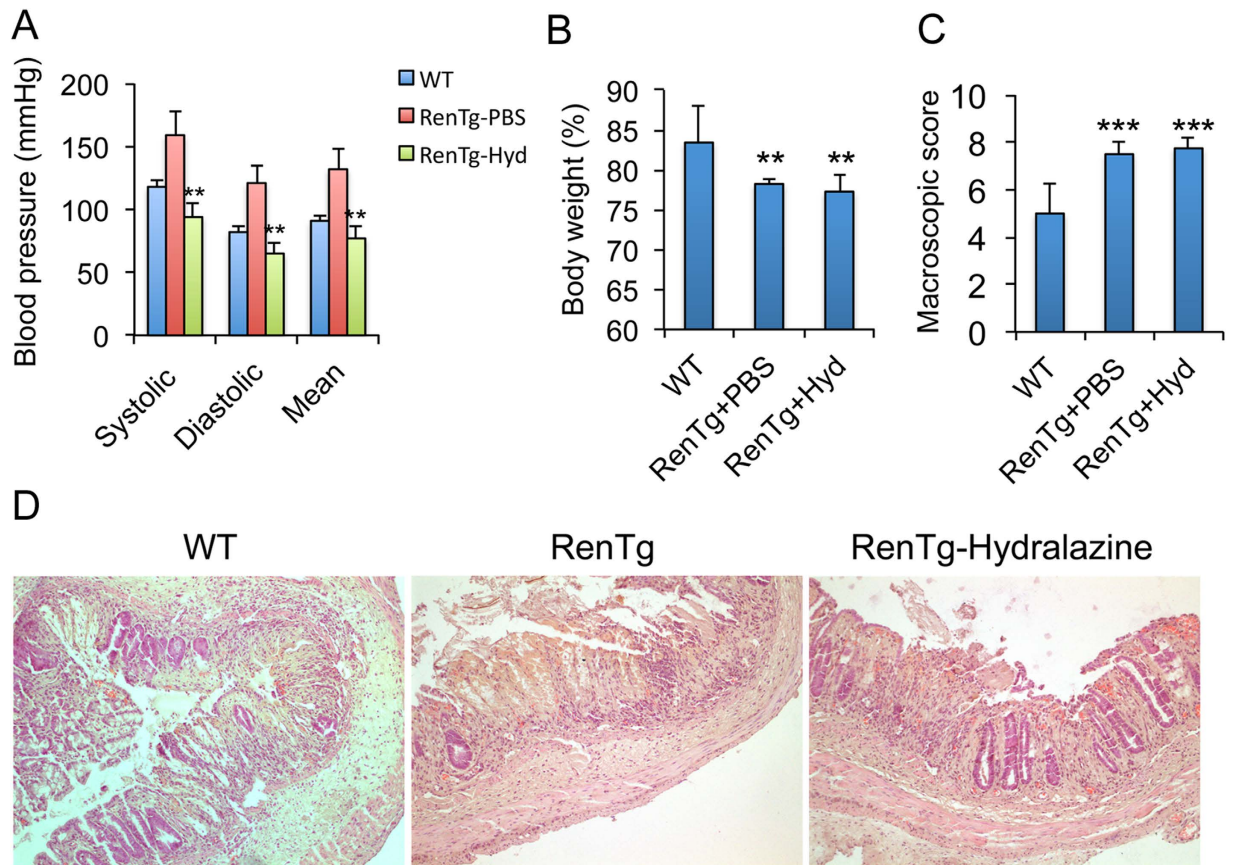 A
Blood pressure (mmHg)
200
150
100
50
0
**
**
**
Systolic
Diastolic
Mean
WT
RenTg-PBS
RenTg-Hyd
B
Body weight (%)
90
85
80
75
70
65
60
**
**
WT
RenTg+PBS
RenTg+Hyd
C
Macroscopic score
10
8
6
4
2
0
***
***
WT
RenTg+PBS
RenTg+Hyd
D
WT
RenTg
RenTg-Hydralazine